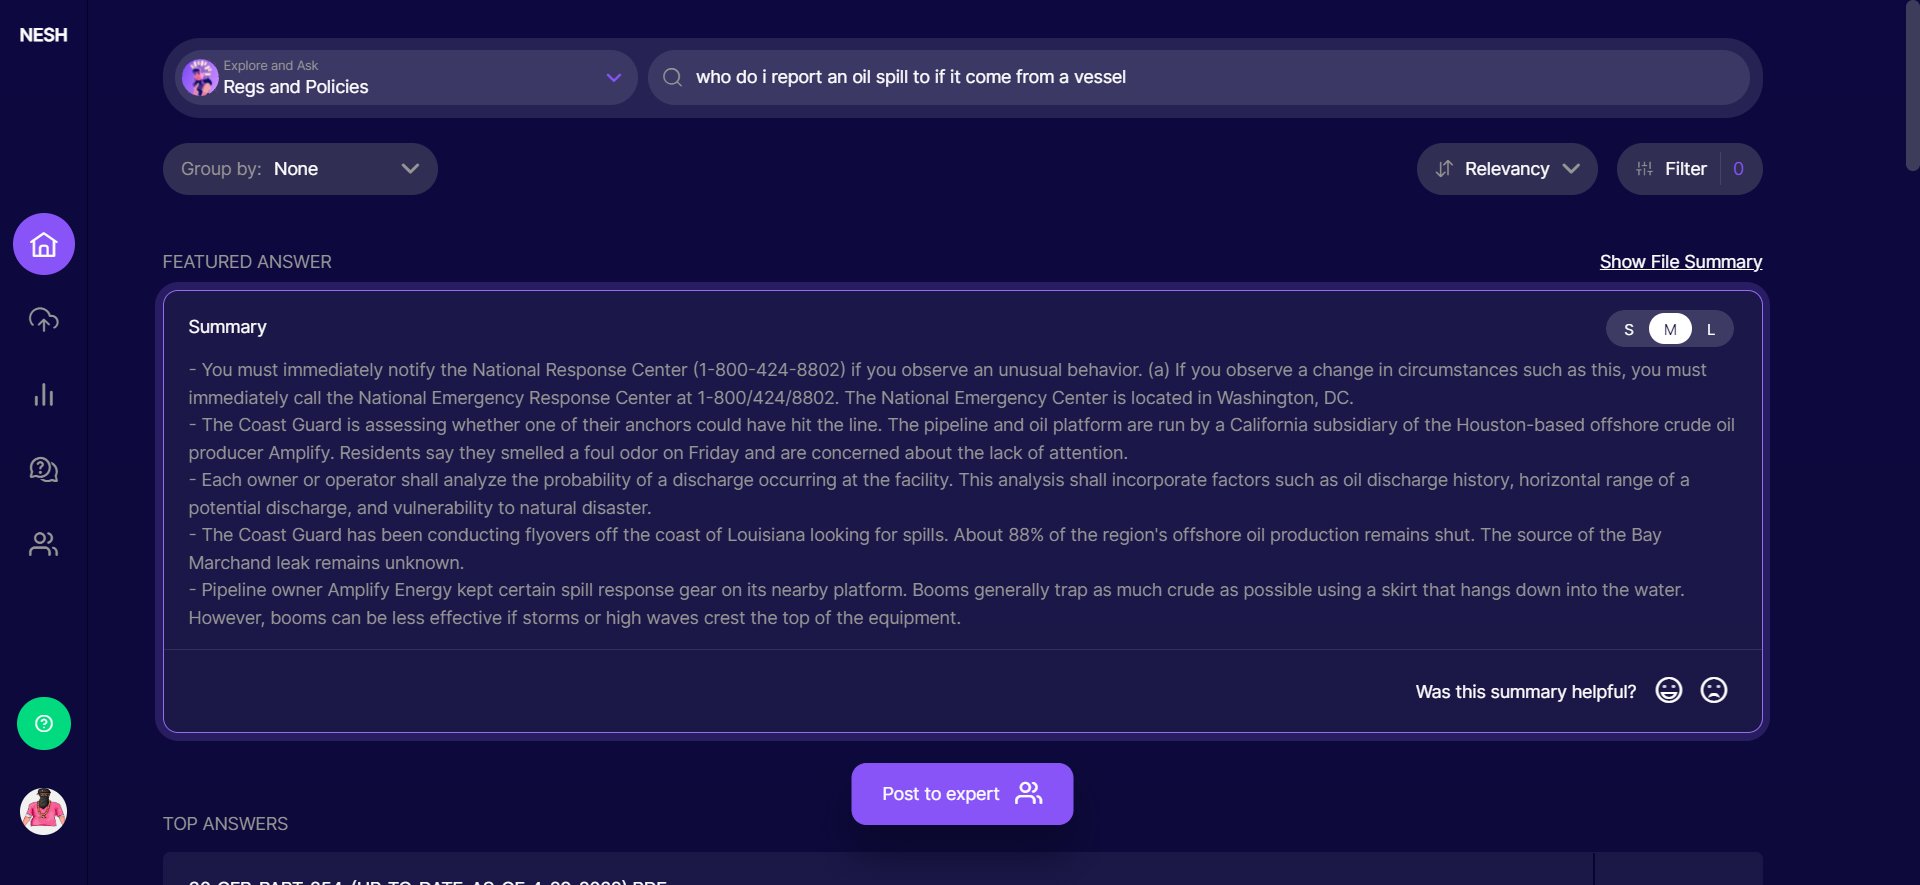 NESH
Explore and Ask
Regs and Policies
who do i report an oil spill to if it come from a vessel
Group by: None
Relevancy
Filter 0
FEATURED ANSWER
Show File Summary
Summary
S M L
- You must immediately notify the National Response Center (1-800-424-8802) if you observe an unusual behavior. (a) If you observe a change in circumstances such as this, you must
immediately call the National Emergency Response Center at 1-800/424/8802. The National Emergency Center is located in Washington, DC.
- The Coast Guard is assessing whether one of their anchors could have hit the line. The pipeline and oil platform are run by a California subsidiary of the Houston-based offshore crude oil
producer Amplify. Residents say they smelled a foul odor on Friday and are concerned about the lack of attention.
- Each owner or operator shall analyze the probability of a discharge occurring at the facility. This analysis shall incorporate factors such as oil discharge history, horizontal range of a
potential discharge, and vulnerability to natural disaster.
- The Coast Guard has been conducting flyovers off the coast of Louisiana looking for spills. About 88% of the region's offshore oil production remains shut. The source of the Bay
Marchand leak remains unknown.
- Pipeline owner Amplify Energy kept certain spill response gear on its nearby platform. Booms generally trap as much crude as possible using a skirt that hangs down into the water.
However, booms can be less effective if storms or high waves crest the top of the equipment.
Was this summary helpful?
Post to expert
TOP ANSWERS